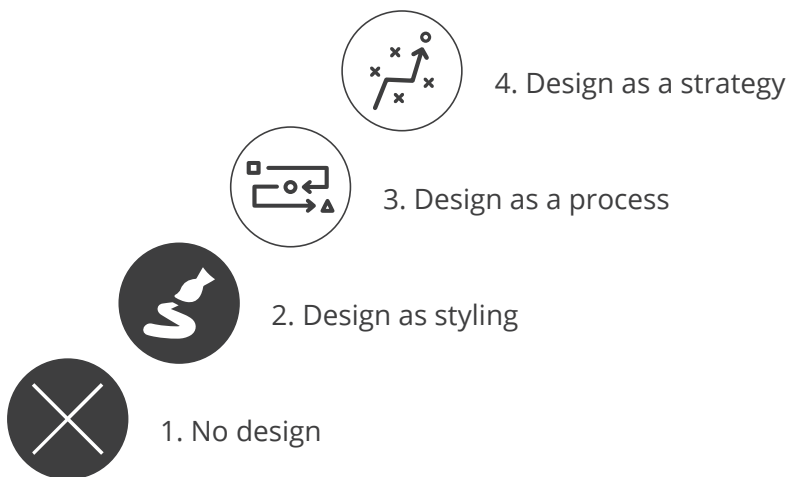 4. Design as a strategy
3. Design as a process
2. Design as styling
1. No design